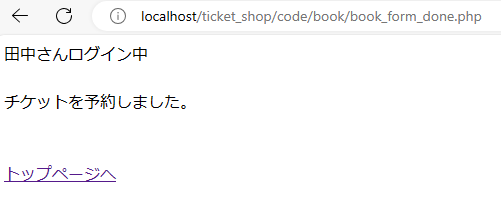 localhost/ticket_shop/code/book/book_form_done.php
田中さんログイン中
チケットを予約しました。
トップページへ